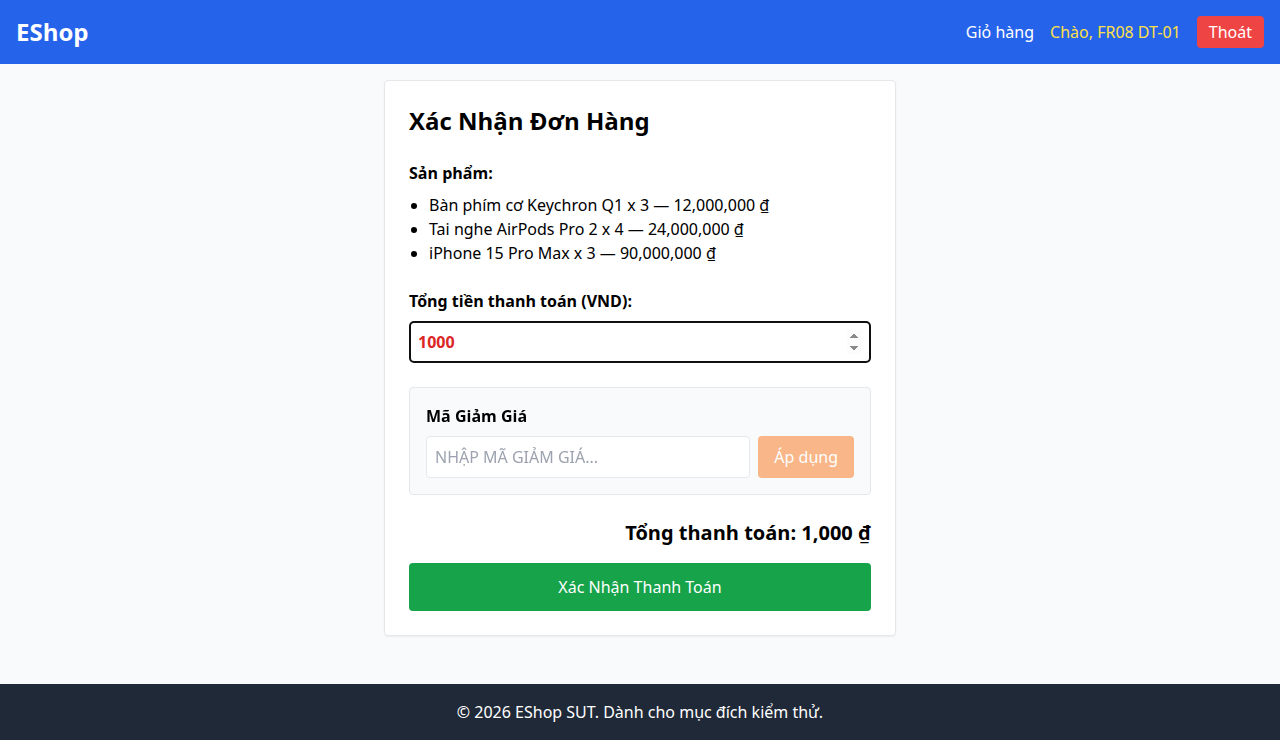 EShop
Giỏ hàng
Chào, FR08 DT-01
Thoát
Xác Nhận Đơn Hàng
Sản phẩm:
Bàn phím cơ Keychron Q1 x 3 — 12,000,000 ₫
Tai nghe AirPods Pro 2 x 4 — 24,000,000 ₫
iPhone 15 Pro Max x 3 — 90,000,000 ₫
Tổng tiền thanh toán (VND):
1000
Mã Giảm Giá
NHẬP MÃ GIẢM GIÁ...
Áp dụng
Tổng thanh toán: 1,000 ₫
Xác Nhận Thanh Toán
© 2026 EShop SUT. Dành cho mục đích kiểm thử.